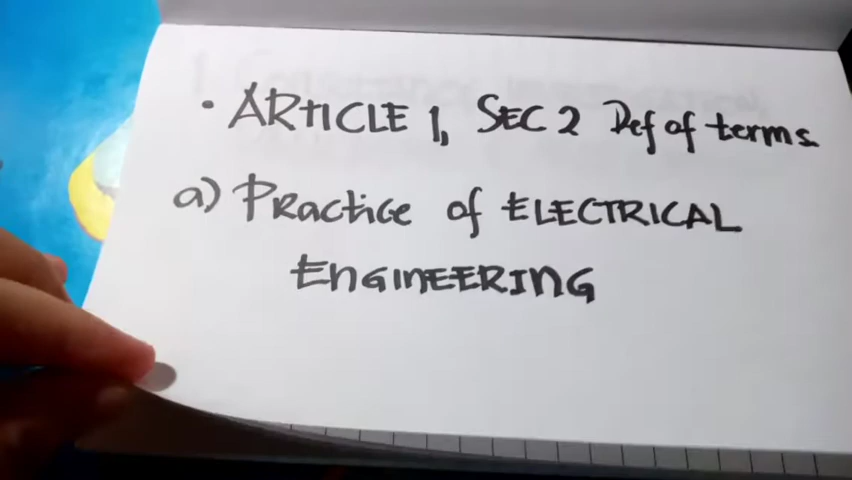 • ARTICLE 1, SEC 2 Def of terms.
a) Practice of ELECTRICAL
ENGINEERING